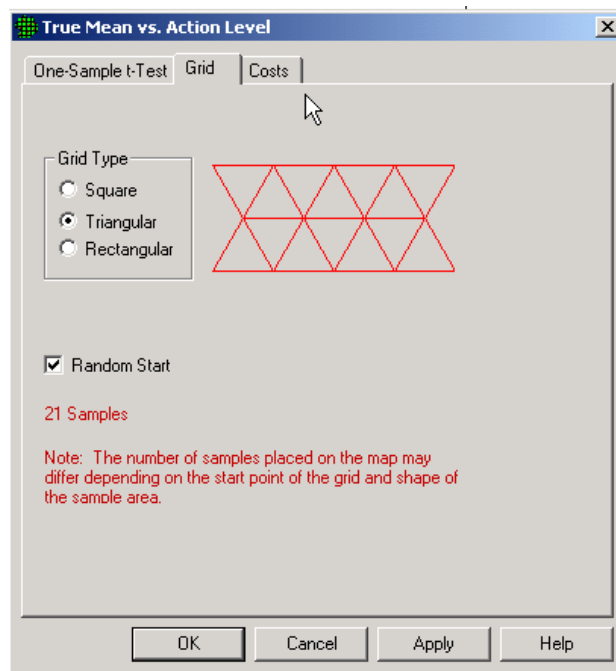 True Mean vs. Action Level
One-Sample t-Test Grid Costs
Grid Type
Square
Triangular
Rectangular
Random Start
21 Samples
Note: The number of samples placed on the map may
differ depending on the start point of the grid and shape of
the sample area.
OK Cancel Apply Help